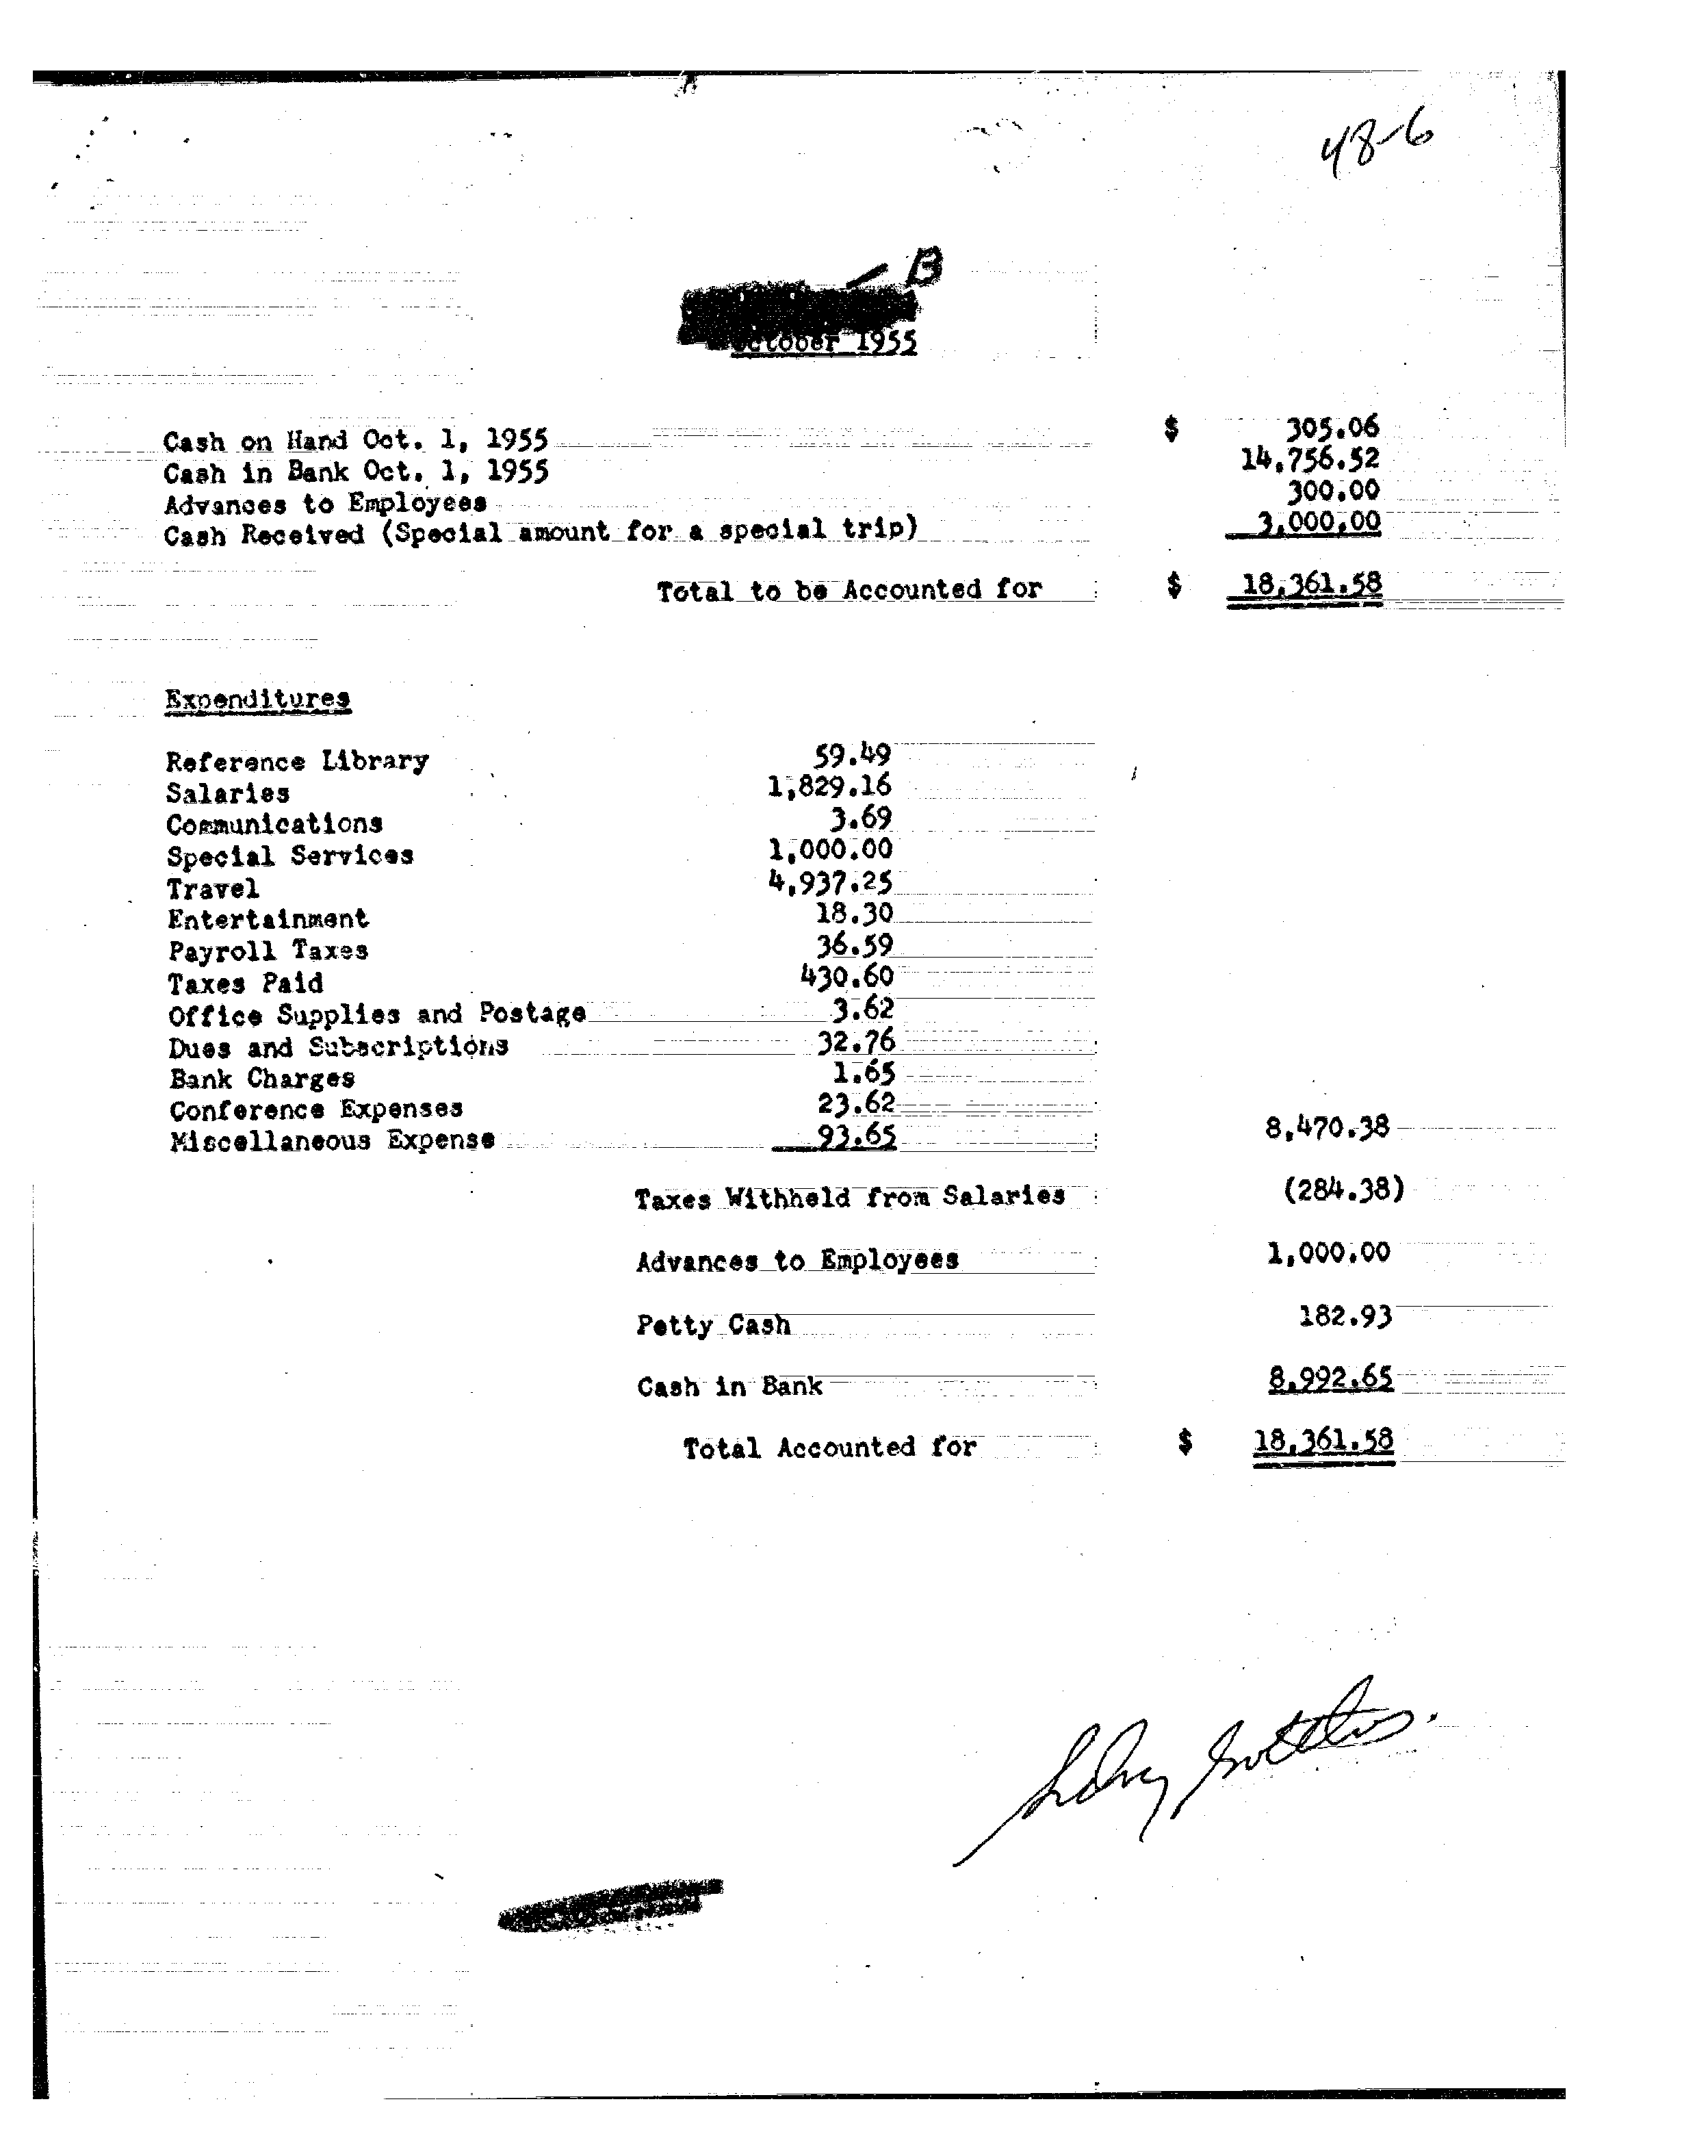 48-6
B
October 1955
Cash on Hand Oct. 1, 1955 $ 305.06
Cash in Bank Oct. 1, 1955 14,756.52
Advances to Employees 300.00
Cash Received (Special amount for a special trip) 3,000.00
Total to be Accounted for $ 18,361.58
Expenditures
Reference Library 59.49
Salaries 1,829.16
Communications 3.69
Special Services 1,000.00
Travel 4,937.25
Entertainment 18.30
Payroll Taxes 36.59
Taxes Paid 430.60
Office Supplies and Postage 3.62
Dues and Subscriptions 32.76
Bank Charges 1.65
Conference Expenses 23.62
Miscellaneous Expense 93.65 8,470.38
Taxes Withheld from Salaries (284.38)
Advances to Employees 1,000.00
Petty Cash 182.93
Cash in Bank 8,992.65
Total Accounted for $ 18,361.58